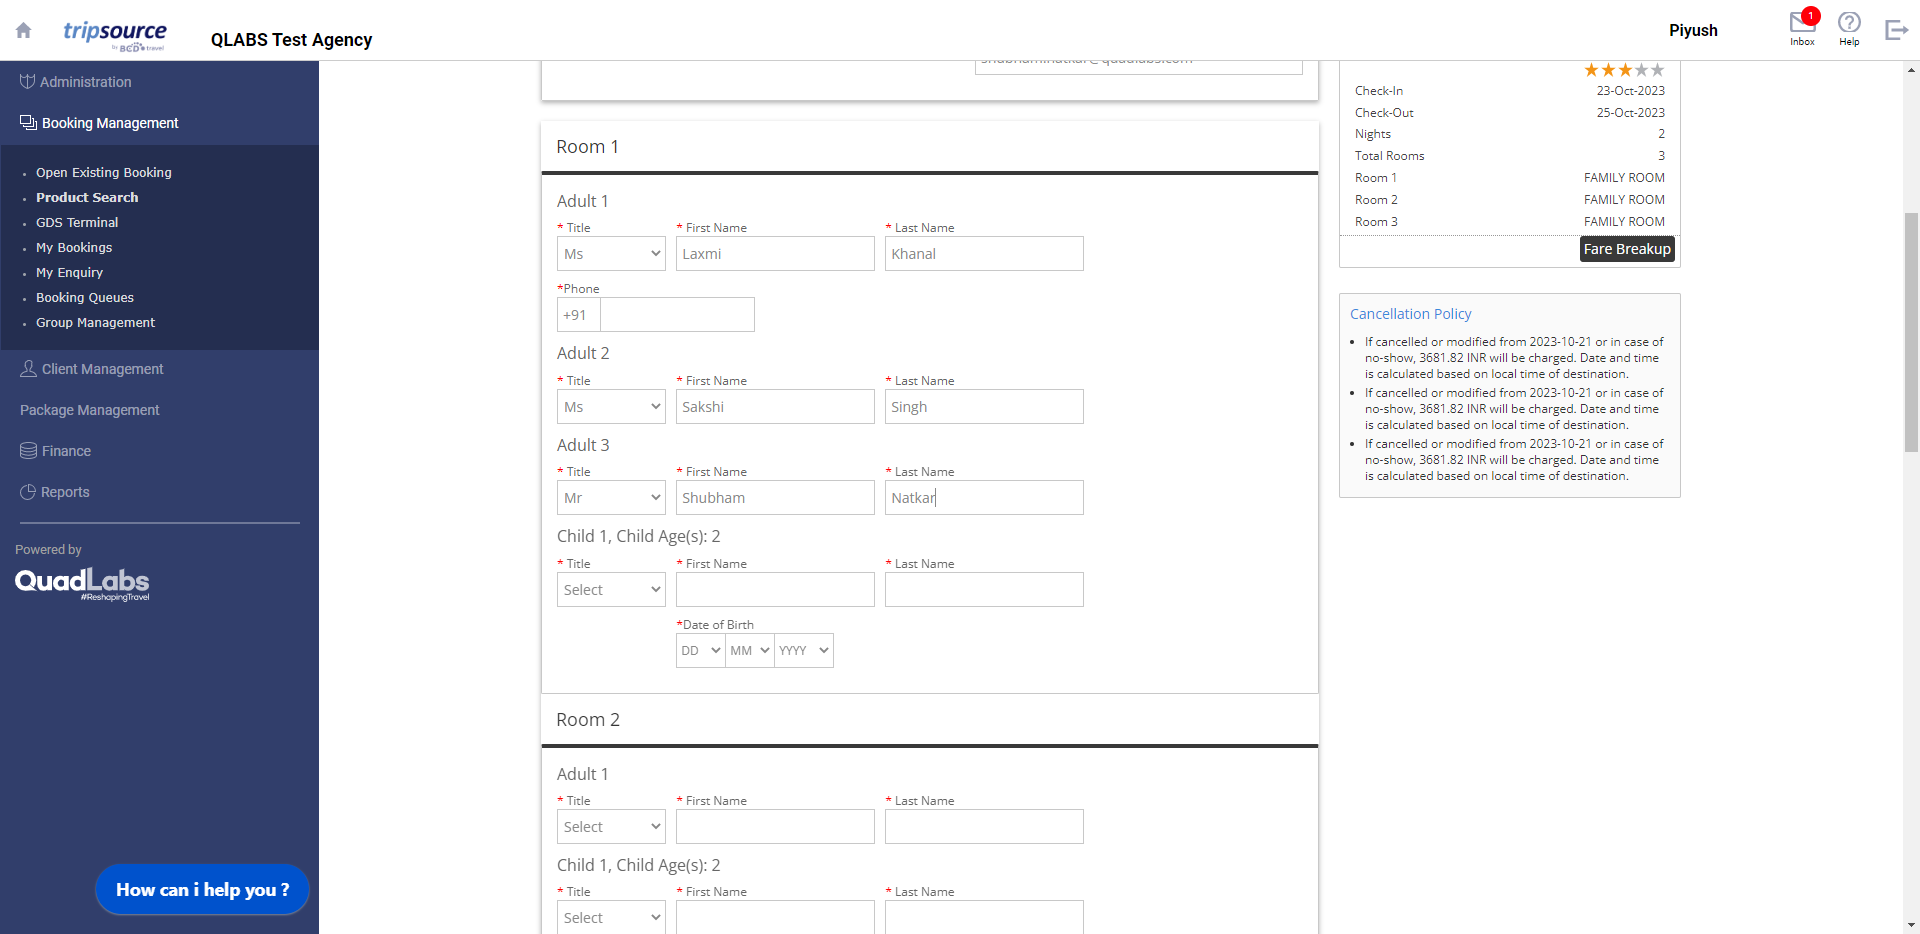 tripsource
by BCD travel
QLABS Test Agency
Piyush
1
Inbox
Help
Administration
Booking Management
Open Existing Booking
Product Search
GDS Terminal
My Bookings
My Enquiry
Booking Queues
Group Management
Client Management
Package Management
Finance
Reports
Powered by
QuadLabs
#ReshapingTravel
How can i help you ?
Room 1
Adult 1
* Title
* First Name
* Last Name
Ms
Laxmi
Khanal
*Phone
+91
Adult 2
* Title
* First Name
* Last Name
Ms
Sakshi
Singh
Adult 3
* Title
* First Name
* Last Name
Mr
Shubham
Natkar
Child 1, Child Age(s): 2
* Title
* First Name
* Last Name
Select
*Date of Birth
DD
MM
YYYY
Room 2
Adult 1
* Title
* First Name
* Last Name
Select
Child 1, Child Age(s): 2
* Title
* First Name
* Last Name
Select
Check-In 23-Oct-2023
Check-Out 25-Oct-2023
Nights 2
Total Rooms 3
Room 1 FAMILY ROOM
Room 2 FAMILY ROOM
Room 3 FAMILY ROOM
Fare Breakup
Cancellation Policy
If cancelled or modified from 2023-10-21 or in case of
no-show, 3681.82 INR will be charged. Date and time
is calculated based on local time of destination.
If cancelled or modified from 2023-10-21 or in case of
no-show, 3681.82 INR will be charged. Date and time
is calculated based on local time of destination.
If cancelled or modified from 2023-10-21 or in case of
no-show, 3681.82 INR will be charged. Date and time
is calculated based on local time of destination.